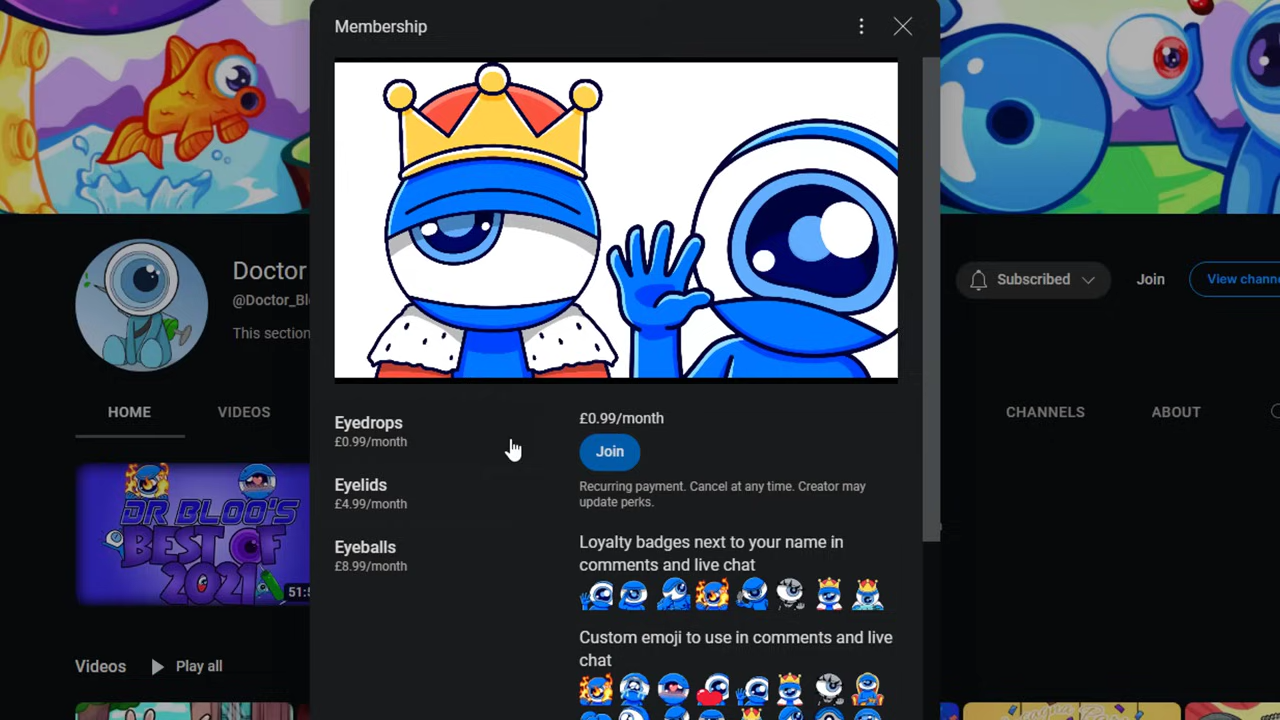 Membership
Doctor
@Doctor_Bl
This section
Subscribed
Join
View chann
HOME
VIDEOS
CHANNELS
ABOUT
Eyedrops
£0.99/month
Eyelids
£4.99/month
Eyeballs
£8.99/month
£0.99/month
Join
Recurring payment. Cancel at any time. Creator may
update perks.
Loyalty badges next to your name in
comments and live chat
Custom emoji to use in comments and live
chat
DR BLOO'S
BEST OF
2021
51:5
Videos
Play all